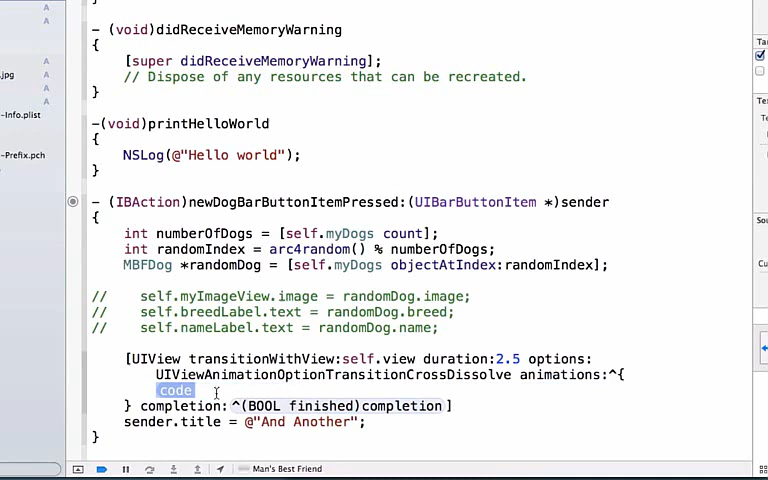 A
A
- (void)didReceiveMemoryWarning
{
[super didReceiveMemoryWarning];
// Dispose of any resources that can be recreated.
}
A
.jpg A
A
A
-Info.plist
-Prefix.pch
-(void)printHelloWorld
{
NSLog(@"Hello world");
}
- (IBAction)newDogBarButtonItemPressed:(UIBarButtonItem *)sender
{
int numberOfDogs = [self.myDogs count];
int randomIndex = arc4random() % numberOfDogs;
MBFDog *randomDog = [self.myDogs objectAtIndex:randomIndex];
// self.myImageView.image = randomDog.image;
// self.breedLabel.text = randomDog.breed;
// self.nameLabel.text = randomDog.name;
[UIView transitionWithView:self.view duration:2.5 options:
UIViewAnimationOptionTransitionCrossDissolve animations:^{
code
} completion:^(BOOL finished)completion]
sender.title = @"And Another";
}
Man's Best Friend